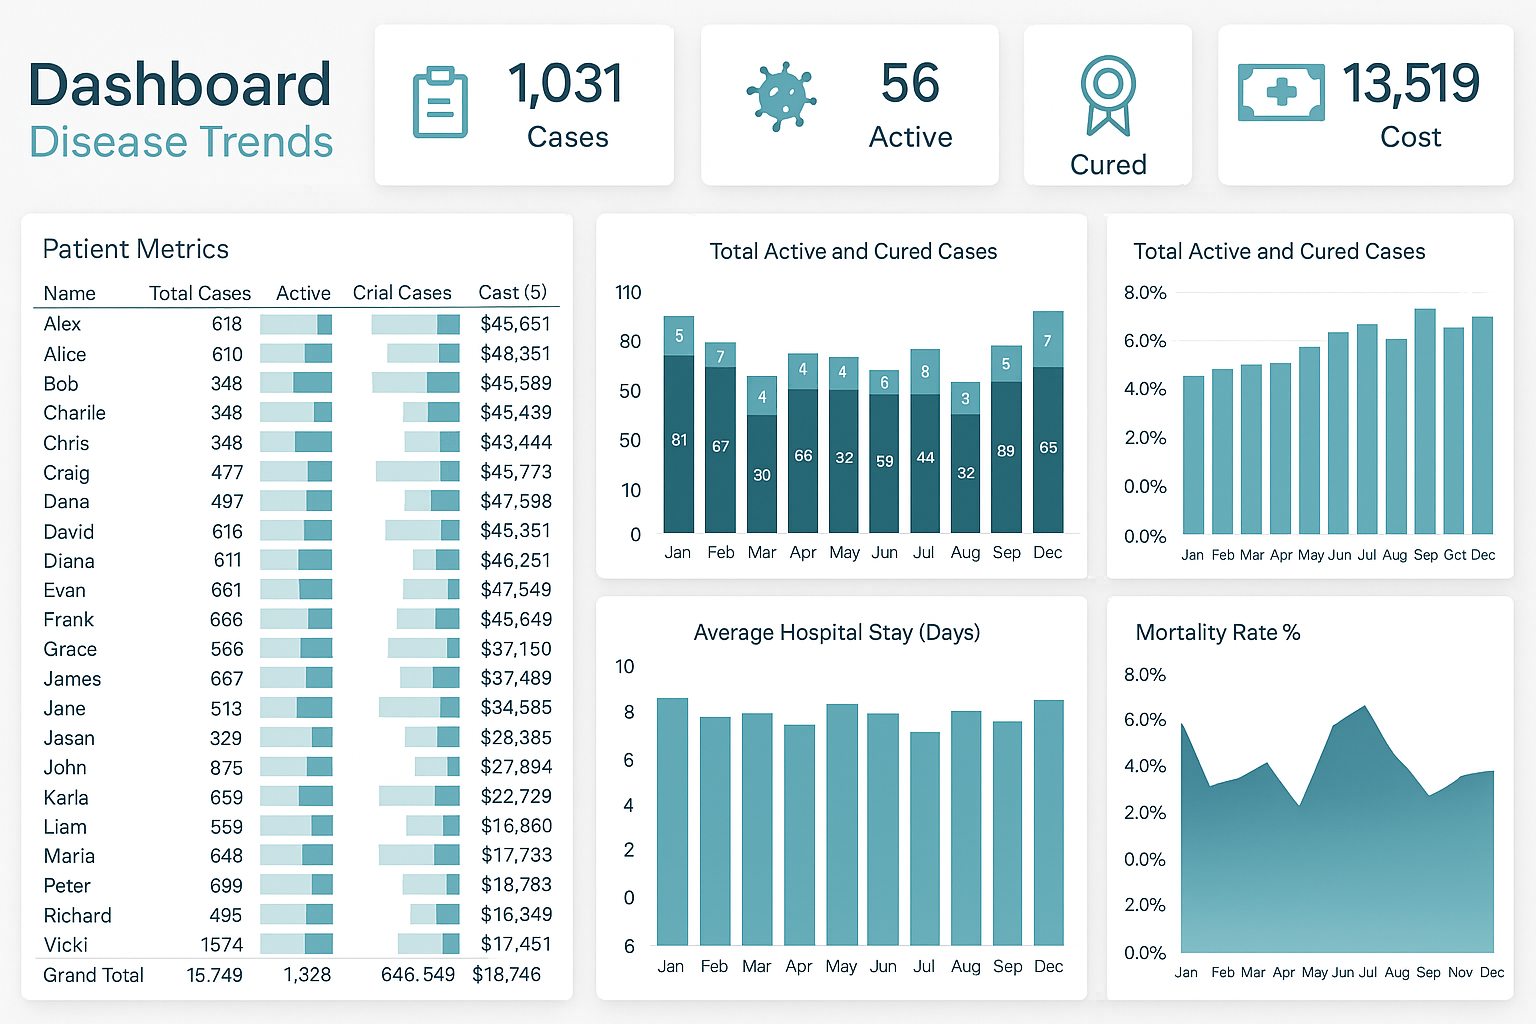 Dashboard
Disease Trends
1,031
Cases
56
Active
Cured
13,519
Cost
Patient Metrics
Name Total Cases Active Crial Cases Cast (5)
Alex 618 $45,651
Alice 610 $48,351
Bob 348 $45,589
Charile 348 $45,439
Chris 348 $43,444
Craig 477 $45,773
Dana 497 $47,598
David 616 $45,351
Diana 611 $46,251
Evan 661 $47,549
Frank 666 $45,649
Grace 566 $37,150
James 667 $37,489
Jane 513 $34,585
Jasan 329 $28,385
John 875 $27,894
Karla 659 $22,729
Liam 559 $16,860
Maria 648 $17,733
Peter 699 $18,783
Richard 495 $16,349
Vicki 1574 $17,451
Grand Total 15.749 1,328 646.549 $18,746
Total Active and Cured Cases
110
80
50
50
10
0
5 7 4 4 4 6 8 3 5 7
81 67 30 66 32 59 44 32 89 65
Jan Feb Mar Apr May Jun Jul Aug Sep Dec
Total Active and Cured Cases
8.0%
6.0%
4.0%
2.0%
0.0%
0.0%
Jan Feb Mar Apr May Jun Jul Aug Sep Gct Dec
Average Hospital Stay (Days)
10
8
6
4
2
0
6
Jan Feb Mar Apr May Jun Jul Aug Sep Dec
Mortality Rate %
8.0%
6.0%
4.0%
2.0%
0.0%
2.0%
0.0%
Jan Feb Mar Apr May Jun Jul Aug Sep Nov Dec